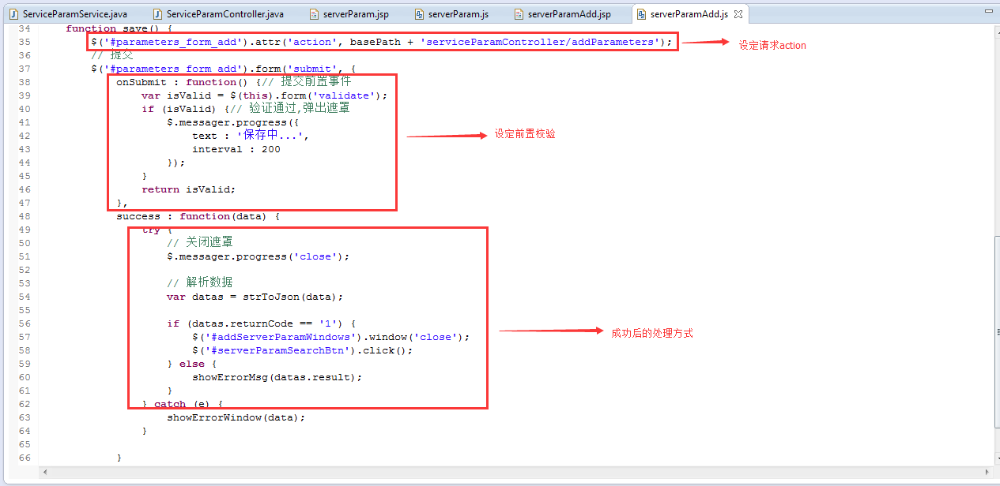 ServiceParamService.java ServiceParamController.java serverParam.jsp serverParam.js serverParamAdd.jsp serverParamAdd.js
34 function save() {
35 $('#parameters_form_add').attr('action', basePath + 'serviceParamController/addParameters'); 设定请求action
36 // 提交
37 $('#parameters_form_add').form('submit', {
38 onSubmit : function() {// 提交前置事件
39 var isValid = $(this).form('validate');
40 if (isValid) {// 验证通过,弹出遮罩
41 $.messager.progress({
42 text : '保存中...', 设定前置校验
43 interval : 200
44 });
45 }
46 return isValid;
47 },
48 success : function(data) {
49 try {
50 // 关闭遮罩
51 $.messager.progress('close');
52
53 // 解析数据
54 var datas = strToJson(data);
55
56 if (datas.returnCode == '1') {
57 $('#addServerParamWindows').window('close'); 成功后的处理方式
58 $('#serverParamSearchBtn').click();
59 } else {
60 showErrorMsg(datas.result);
61 }
62 } catch (e) {
63 showErrorWindow(data);
64 }
65
66 }